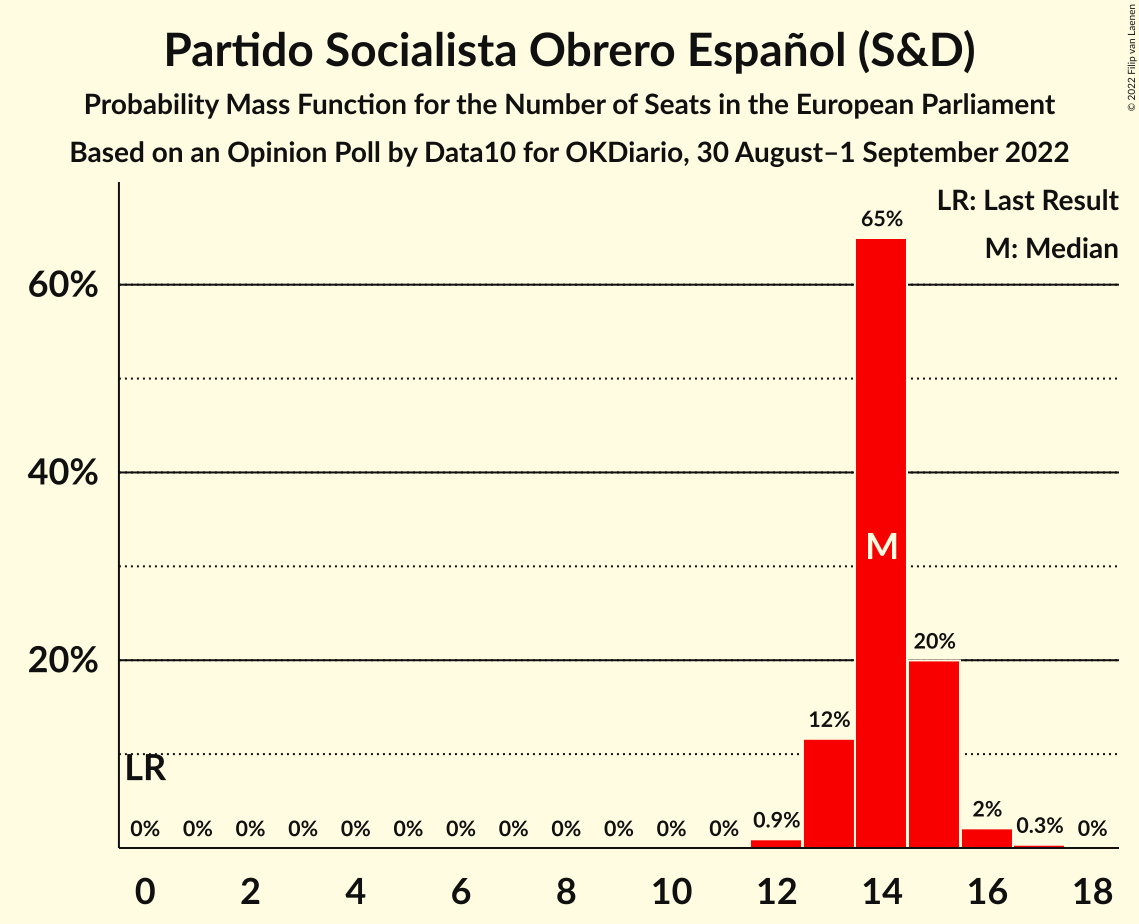 Partido Socialista Obrero Español (S&D)
Probability Mass Function for the Number of Seats in the European Parliament
Based on an Opinion Poll by Data10 for OKDiario, 30 August–1 September 2022
© 2022 Filip van Laenen
LR: Last Result
M: Median
65%
60%
40%
M
20%
20%
12%
LR
0% 0% 0% 0% 0% 0% 0% 0% 0% 0% 0% 0% 0.9% 2% 0.3% 0%
0 2 4 6 8 10 12 14 16 18